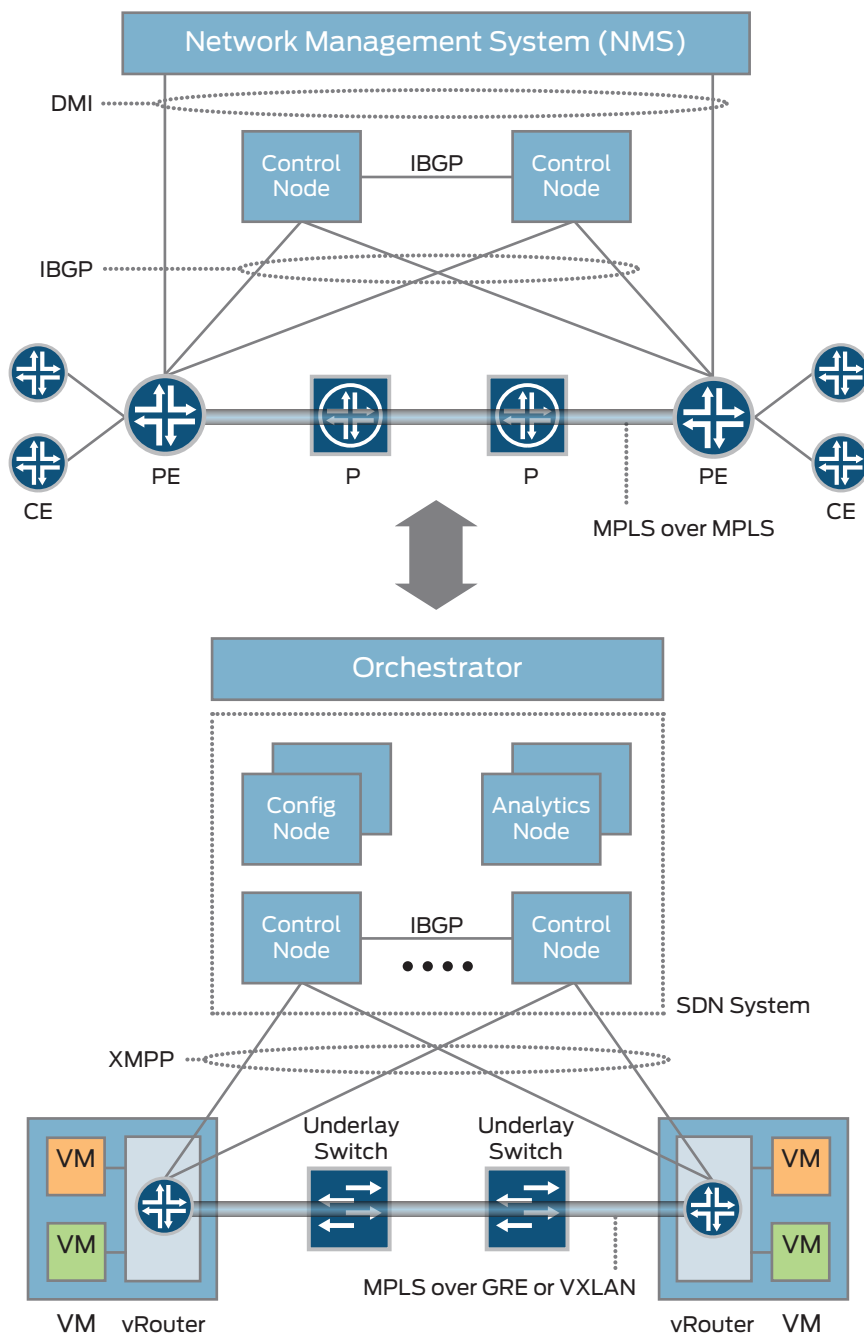 Network Management System (NMS)
DMI
Control
Node
IBGP
Control
Node
IBGP
PE
P
P
PE
CE
CE
MPLS over MPLS
Orchestrator
Config
Node
Analytics
Node
Control
Node
IBGP
Control
Node
SDN System
XMPP
Underlay
Switch
Underlay
Switch
VM
VM
VM
VM
MPLS over GRE or VXLAN
VM
vRouter
vRouter
VM